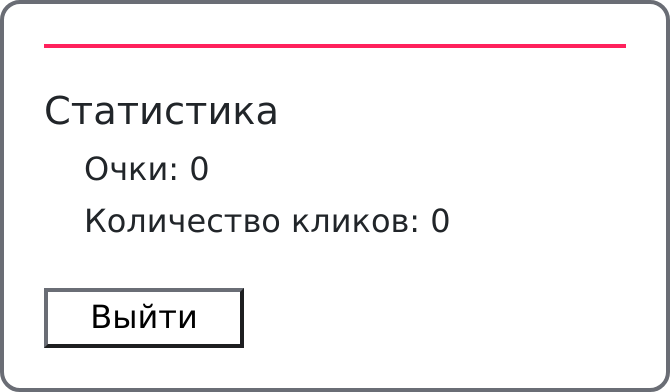 Статистика
Очки: 0
Количество кликов: 0
Выйти